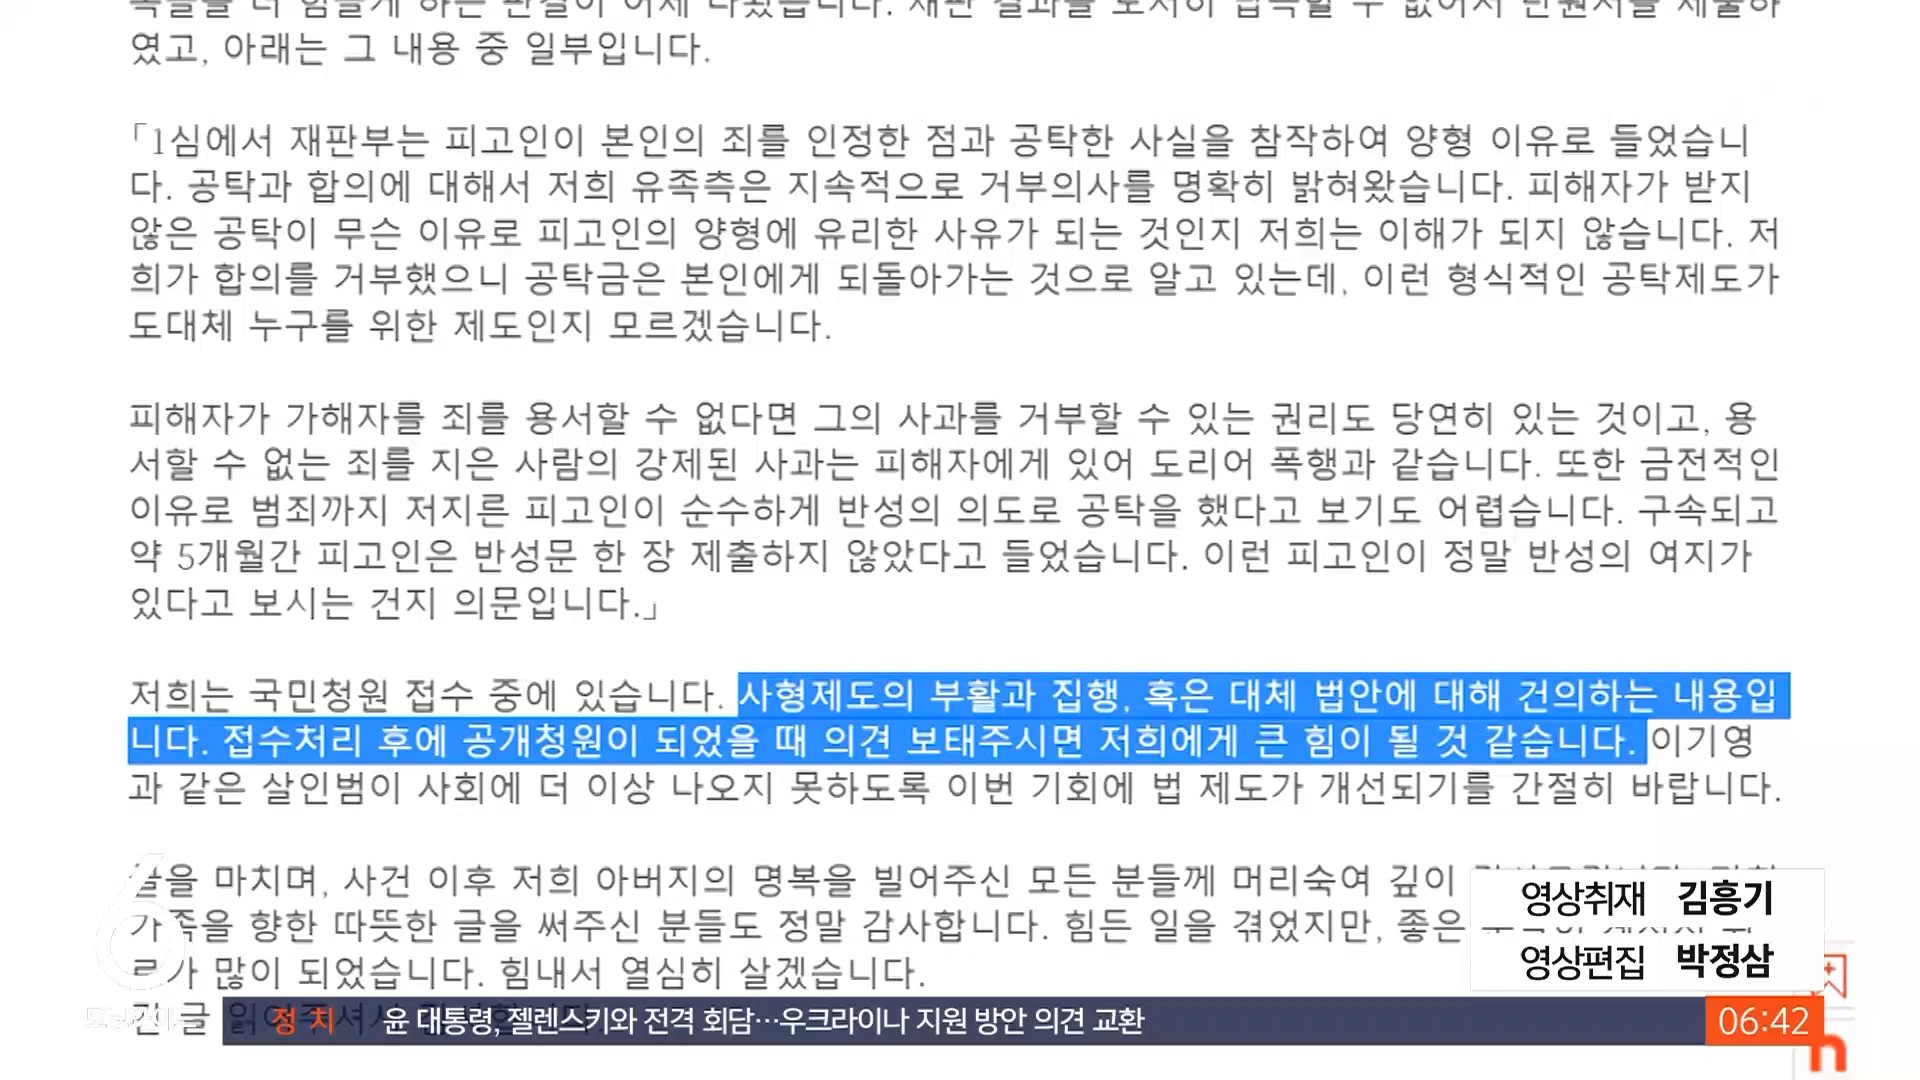 였고, 아래는 그 내용 중 일부입니다.
「1심에서 재판부는 피고인이 본인의 죄를 인정한 점과 공탁한 사실을 참작하여 양형 이유로 들었습니
다. 공탁과 합의에 대해서 저희 유족측은 지속적으로 거부의사를 명확히 밝혀왔습니다. 피해자가 받지
않은 공탁이 무슨 이유로 피고인의 양형에 유리한 사유가 되는 것인지 저희는 이해가 되지 않습니다. 저
희가 합의를 거부했으니 공탁금은 본인에게 되돌아가는 것으로 알고 있는데, 이런 형식적인 공탁제도가
도대체 누구를 위한 제도인지 모르겠습니다.
피해자가 가해자를 죄를 용서할 수 없다면 그의 사과를 거부할 수 있는 권리도 당연히 있는 것이고, 용
서할 수 없는 죄를 지은 사람의 강제된 사과는 피해자에게 있어 도리어 폭행과 같습니다. 또한 금전적인
이유로 범죄까지 저지른 피고인이 순수하게 반성의 의도로 공탁을 했다고 보기도 어렵습니다. 구속되고
약 5개월간 피고인은 반성문 한 장 제출하지 않았다고 들었습니다. 이런 피고인이 정말 반성의 여지가
있다고 보시는 건지 의문입니다.」
저희는 국민청원 접수 중에 있습니다. 사형제도의 부활과 집행, 혹은 대체 법안에 대해 건의하는 내용입
니다. 접수처리 후에 공개청원이 되었을 때 의견 보태주시면 저희에게 큰 힘이 될 것 같습니다. 이기영
과 같은 살인범이 사회에 더 이상 나오지 못하도록 이번 기회에 법 제도가 개선되기를 간절히 바랍니다.
글을 마치며, 사건 이후 저희 아버지의 명복을 빌어주신 모든 분들께 머리숙여 깊이
가족을 향한 따뜻한 글을 써주신 분들도 정말 감사합니다. 힘든 일을 겪었지만, 좋은
로가 많이 되었습니다. 힘내서 열심히 살겠습니다.
긴 글
영상취재 김흥기
영상편집 박정삼
6
정치 윤 대통령, 젤렌스키와 전격 회담…우크라이나 지원 방안 의견 교환
06:42